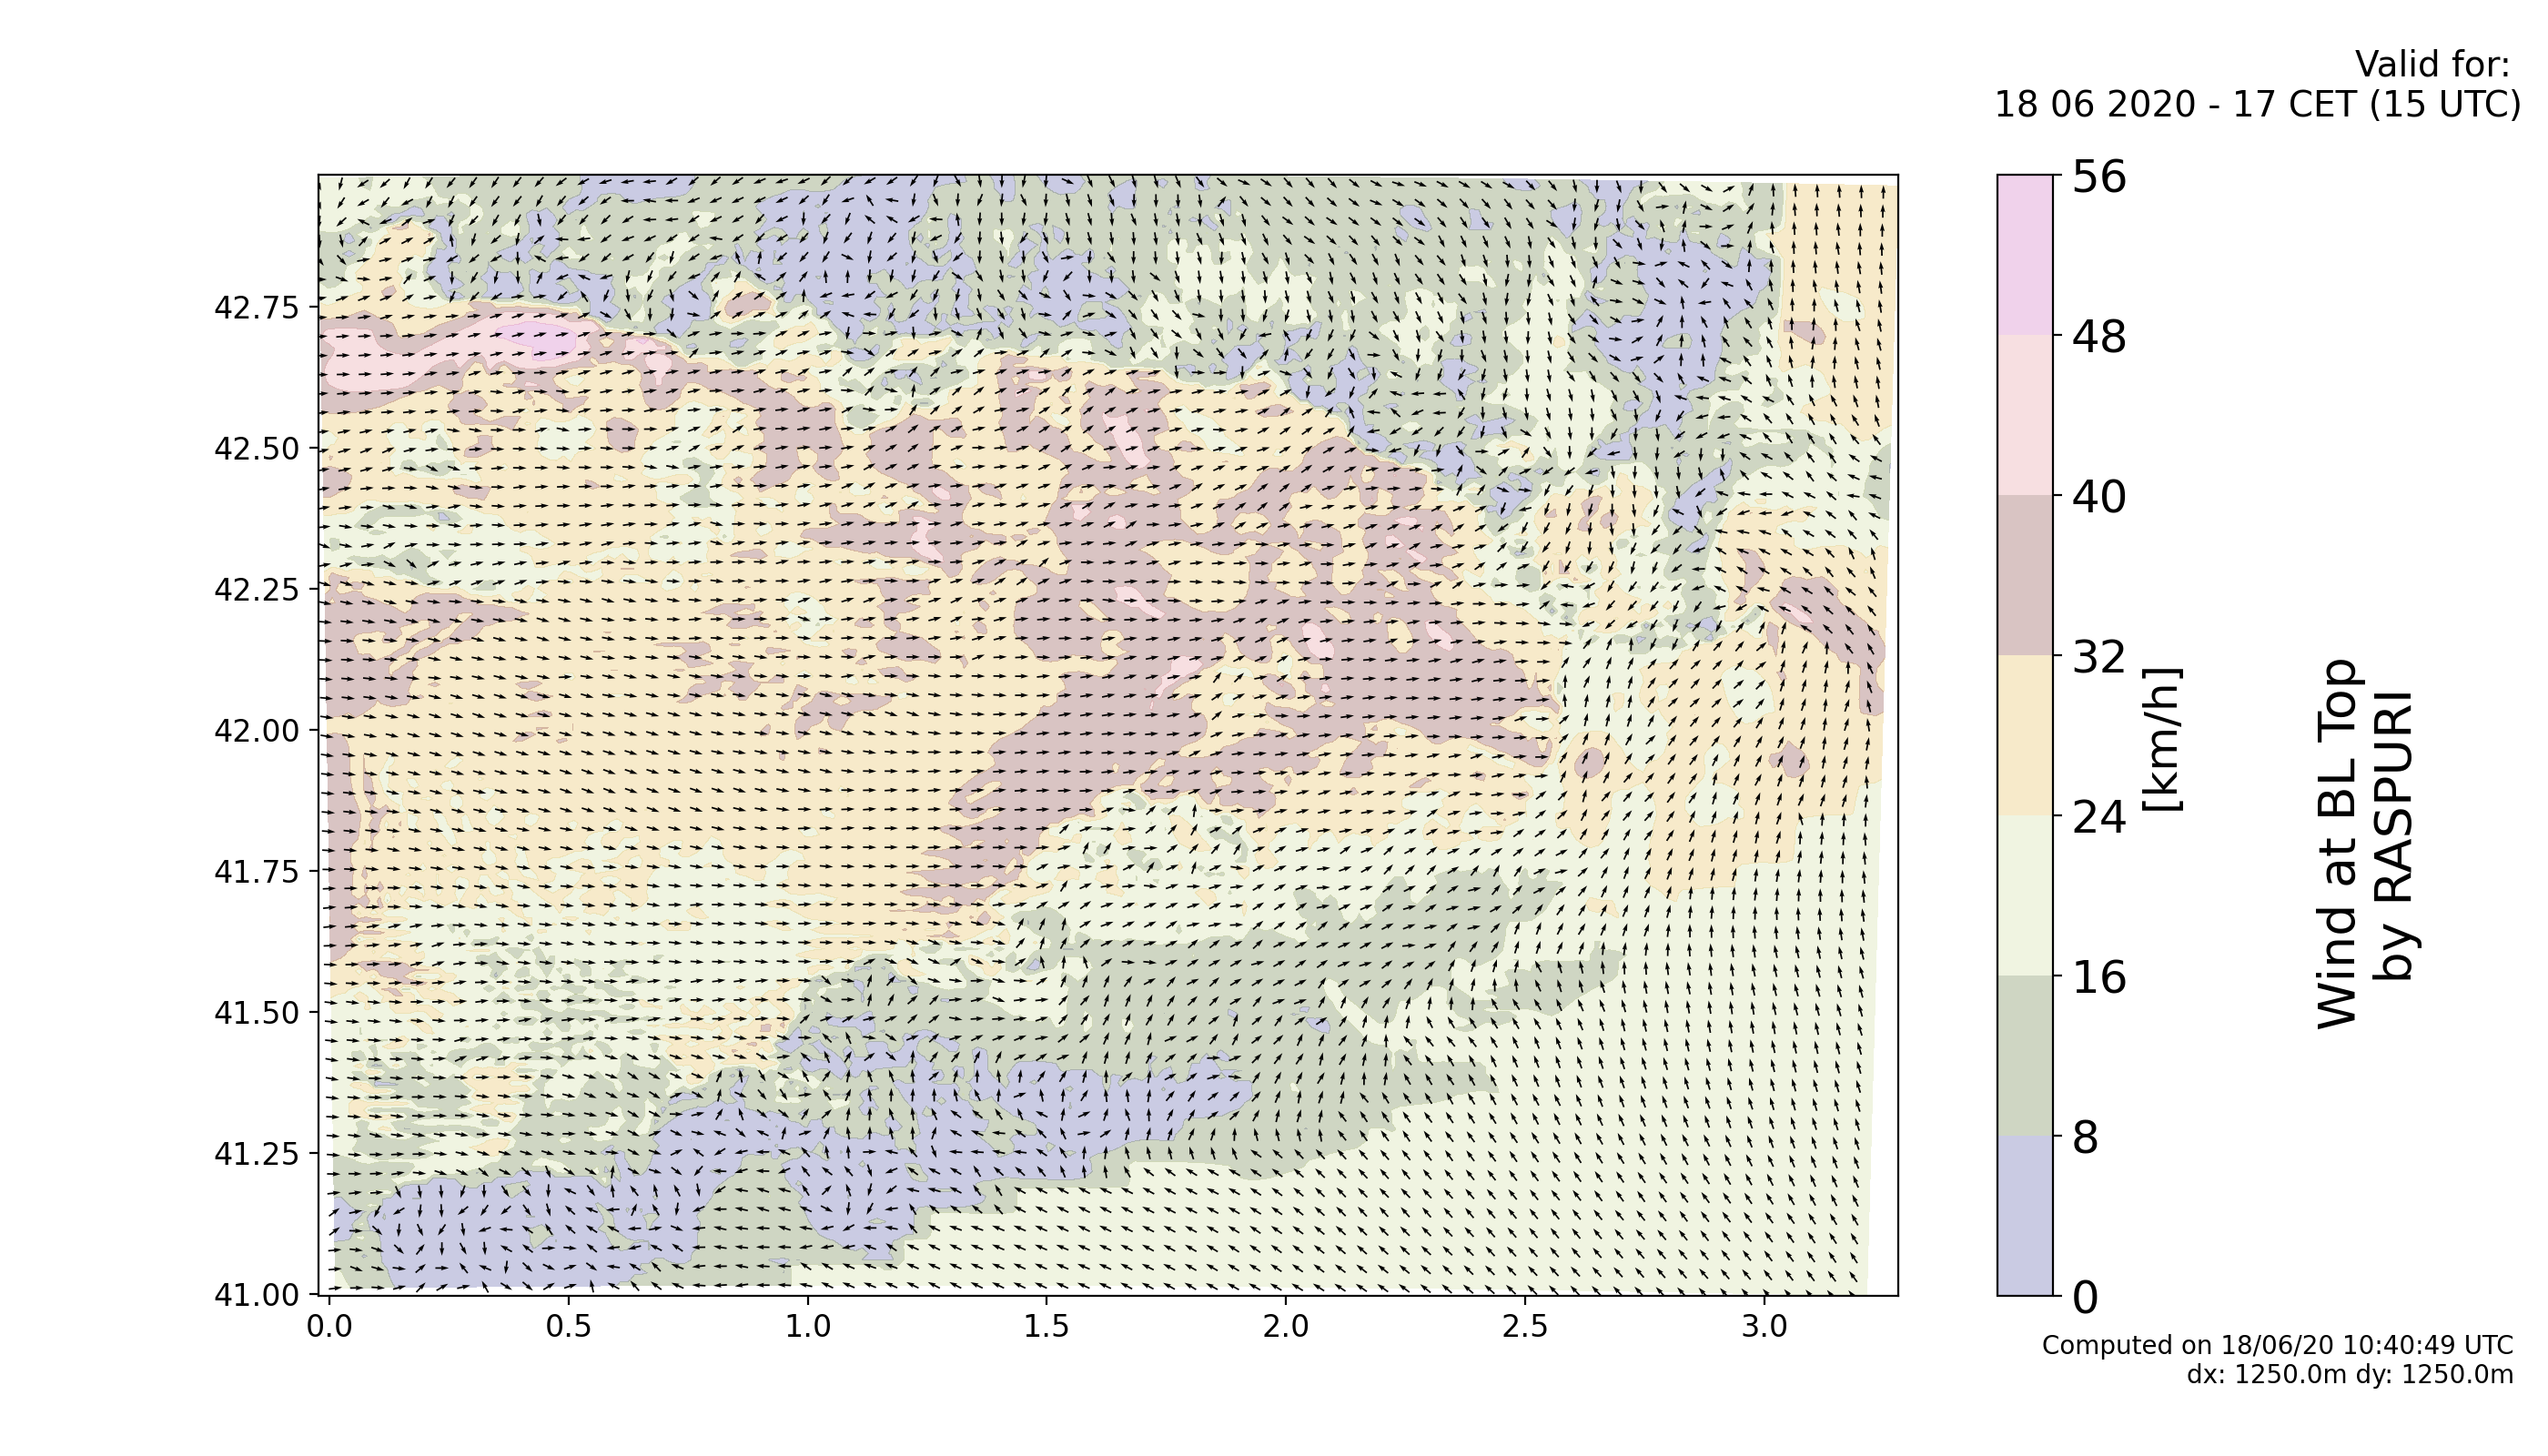 Valid for:
18 06 2020 - 17 CET (15 UTC)
42.75
42.50
42.25
42.00
41.75
41.50
41.25
41.00
0.0 0.5 1.0 1.5 2.0 2.5 3.0
56
48
40
32
24
16
8
0
[km/h]
Wind at BL Top
by RASPURI
Computed on 18/06/20 10:40:49 UTC
dx: 1250.0m dy: 1250.0m